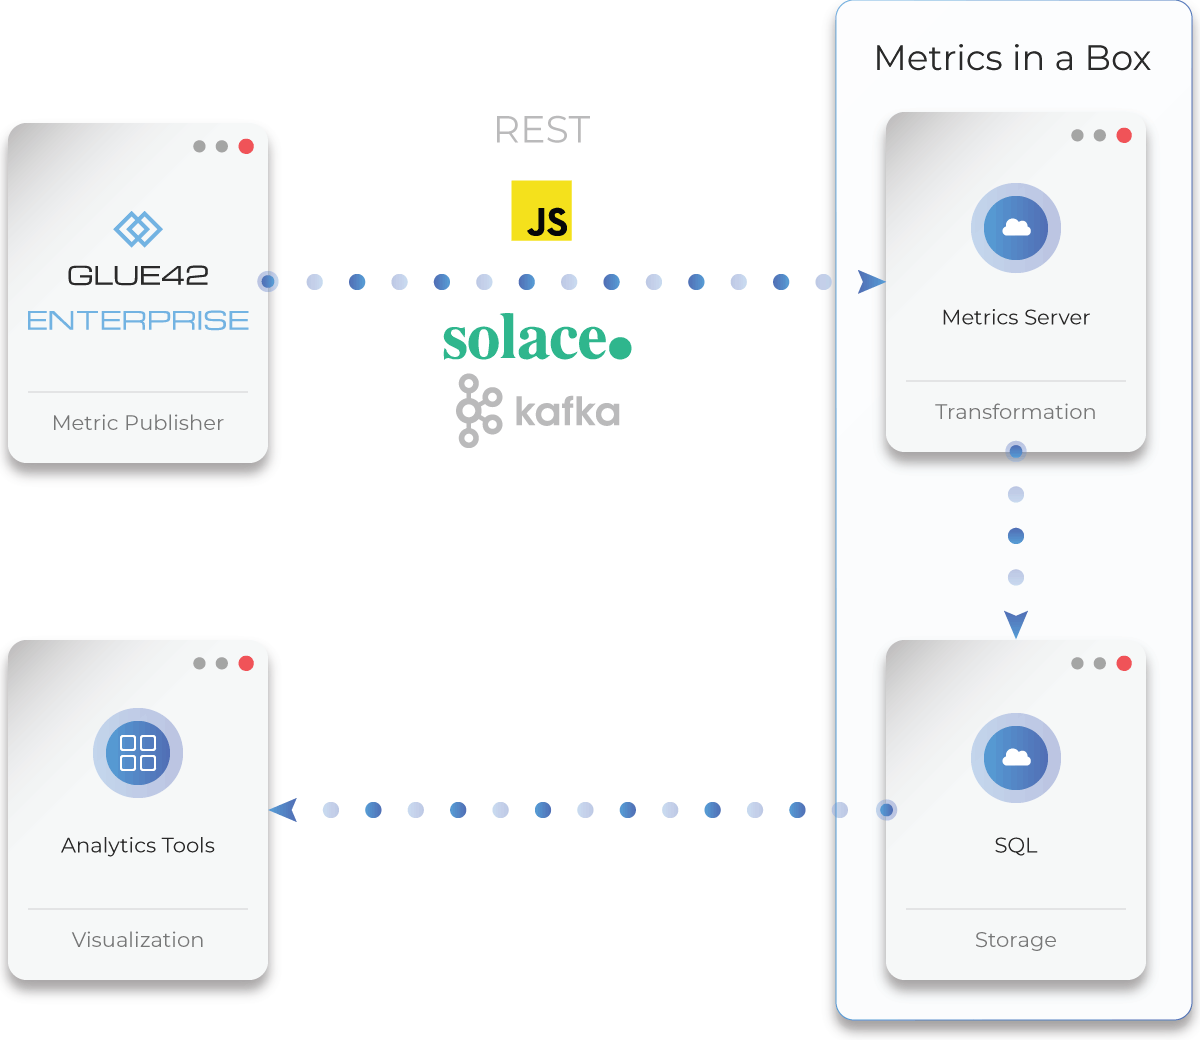 Metrics in a Box
REST
JS
GLUE42
ENTERPRISE
Metric Publisher
solace
kafka
Metrics Server
Transformation
Analytics Tools
Visualization
SQL
Storage